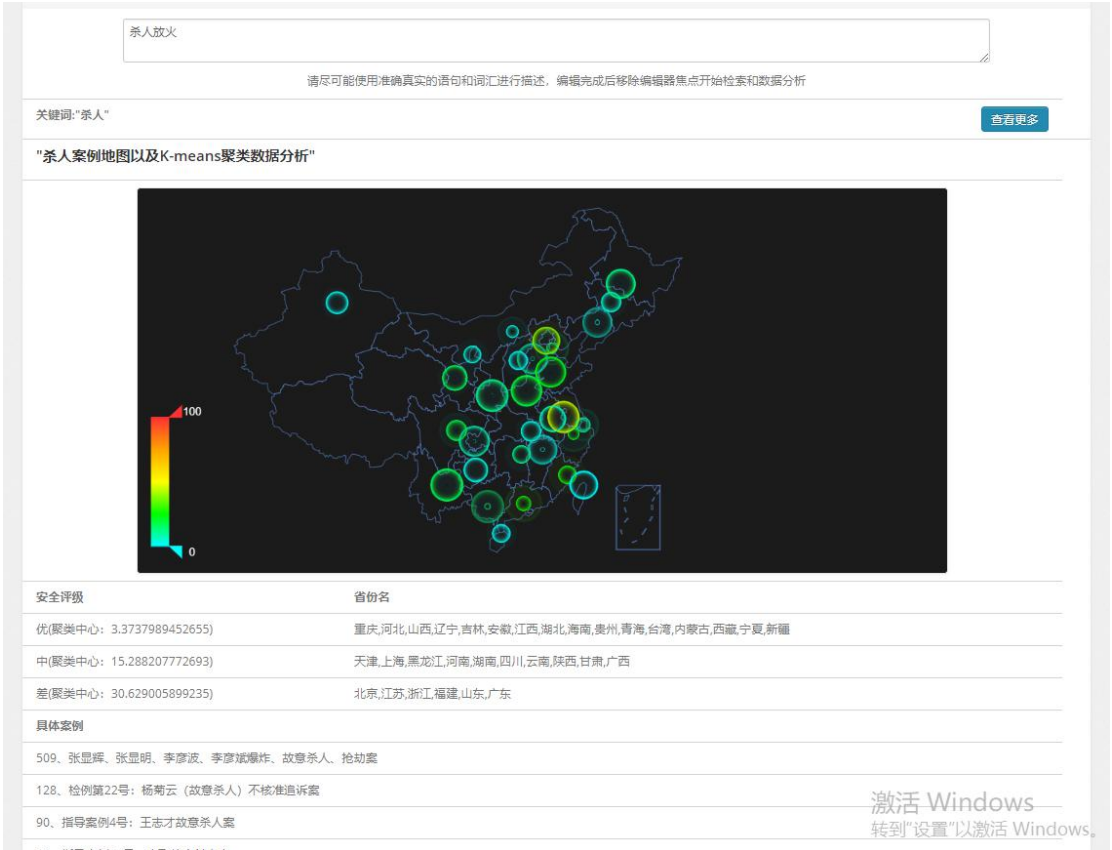 杀人放火
请尽可能使用准确真实的语句和词汇进行描述，编辑完成后移除编辑器焦点开始检索和数据分析
关键词:"杀人"
查看更多
"杀人案例地图以及K-means聚类数据分析"
100
0
安全评级 省份名
优(聚类中心：3.3737989452655) 重庆,河北,山西,辽宁,吉林,安徽,江西,湖北,海南,贵州,青海,台湾,内蒙古,西藏,宁夏,新疆
中(聚类中心：15.288207772693) 天津,上海,黑龙江,河南,湖南,四川,云南,陕西,甘肃,广西
差(聚类中心：30.629005899235) 北京,江苏,浙江,福建,山东,广东
具体案例
509、张显辉、张显明、李彦波、李彦斌爆炸、故意杀人、抢劫案
128、检例第22号：杨菊云（故意杀人）不核准追诉案
90、指导案例4号：王志才故意杀人案
激活 Windows
转到"设置"以激活 Windows。